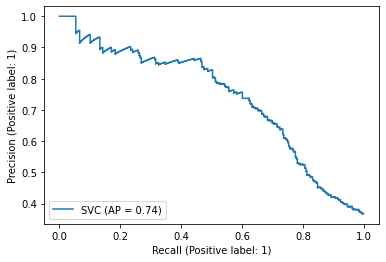 1.0
0.9
0.8
0.7
0.6
0.5
0.4
Precision (Positive label: 1)
SVC (AP = 0.74)
0.0 0.2 0.4 0.6 0.8 1.0
Recall (Positive label: 1)